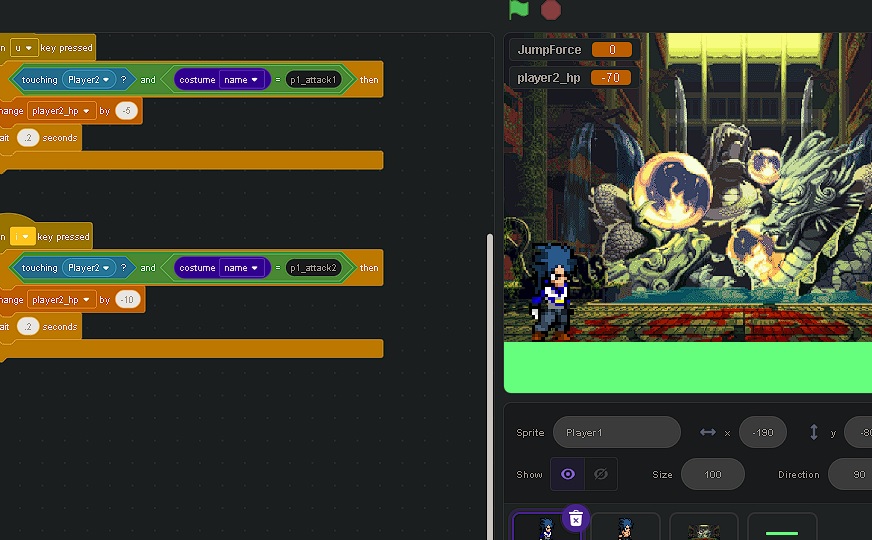 n u key pressed
touching Player2 ? and costume name = p1_attack1 then
hange player2_hp by -5
ait .2 seconds
n i key pressed
touching Player2 ? and costume name = p1_attack2 then
hange player2_hp by -10
ait .2 seconds
JumpForce 0
player2_hp -70
Sprite Player1 x -190 y -80
Show Size 100 Direction 90